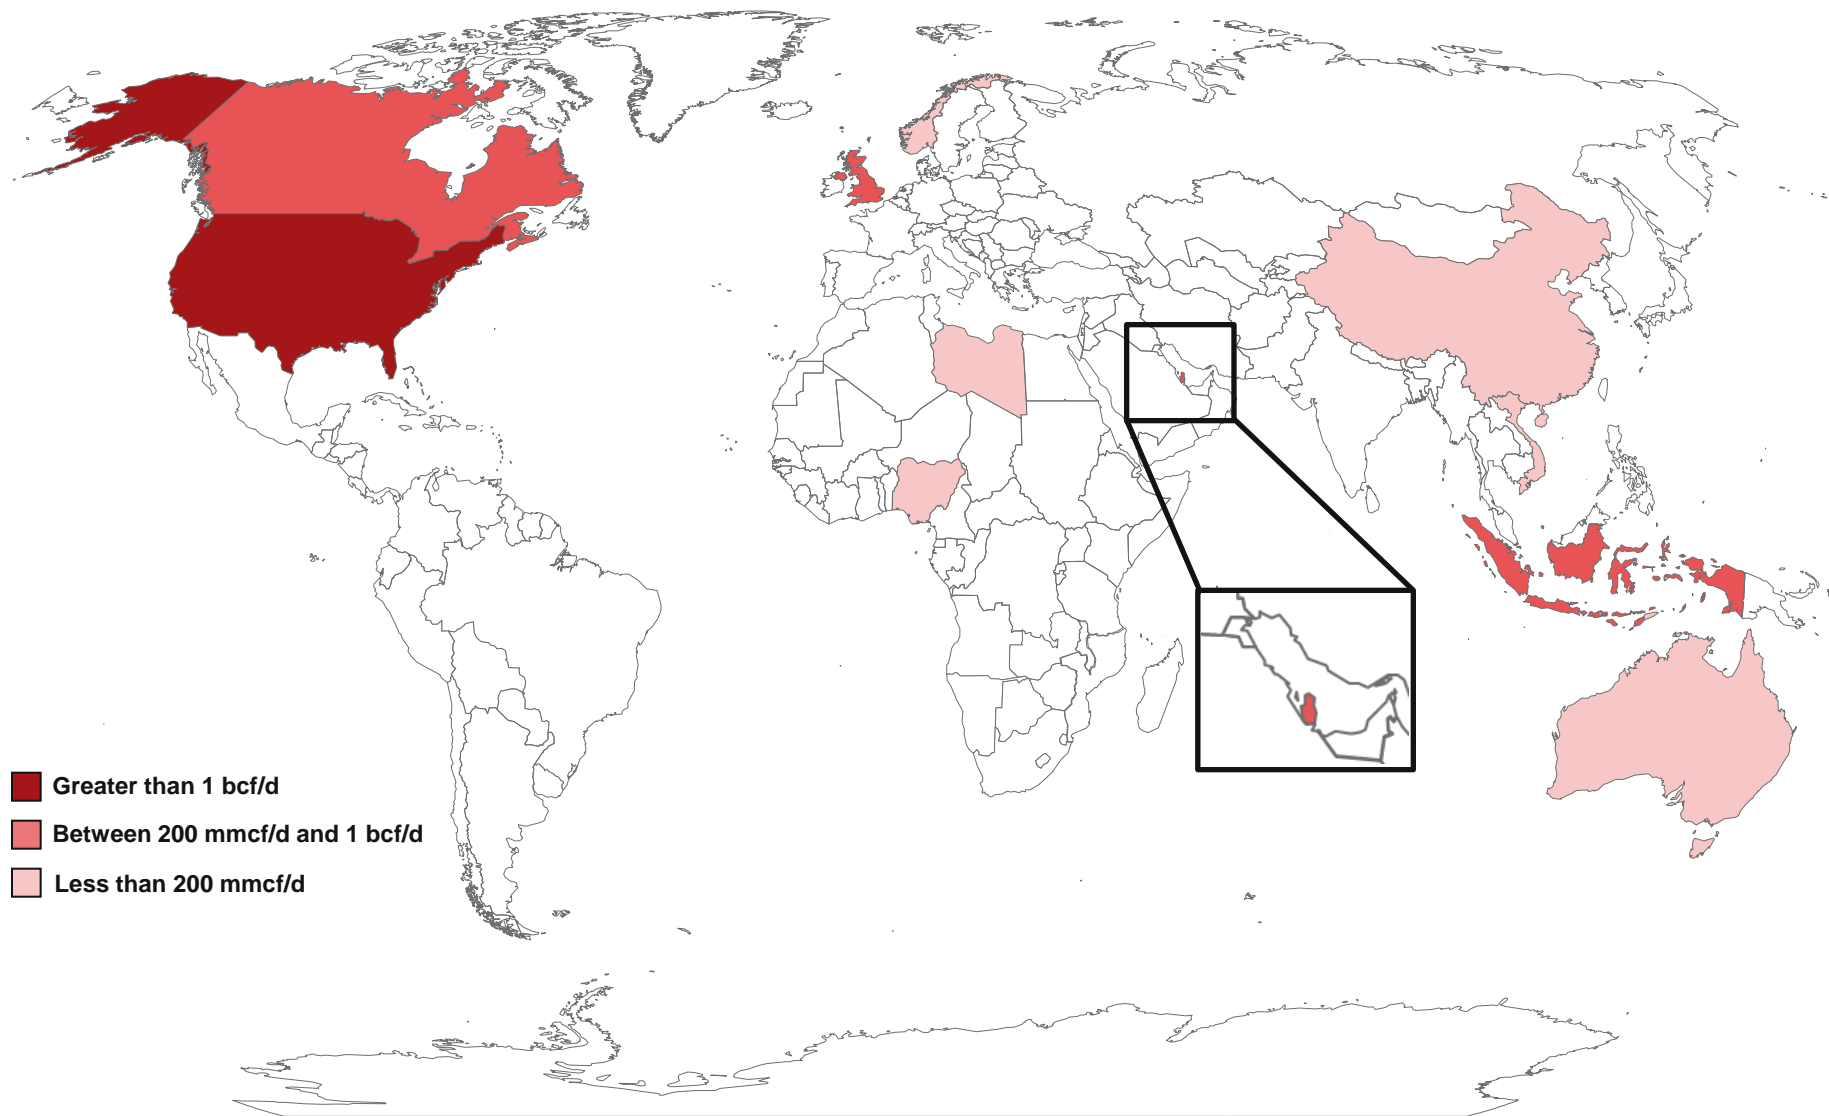 Greater than 1 bcf/d
Between 200 mmcf/d and 1 bcf/d
Less than 200 mmcf/d